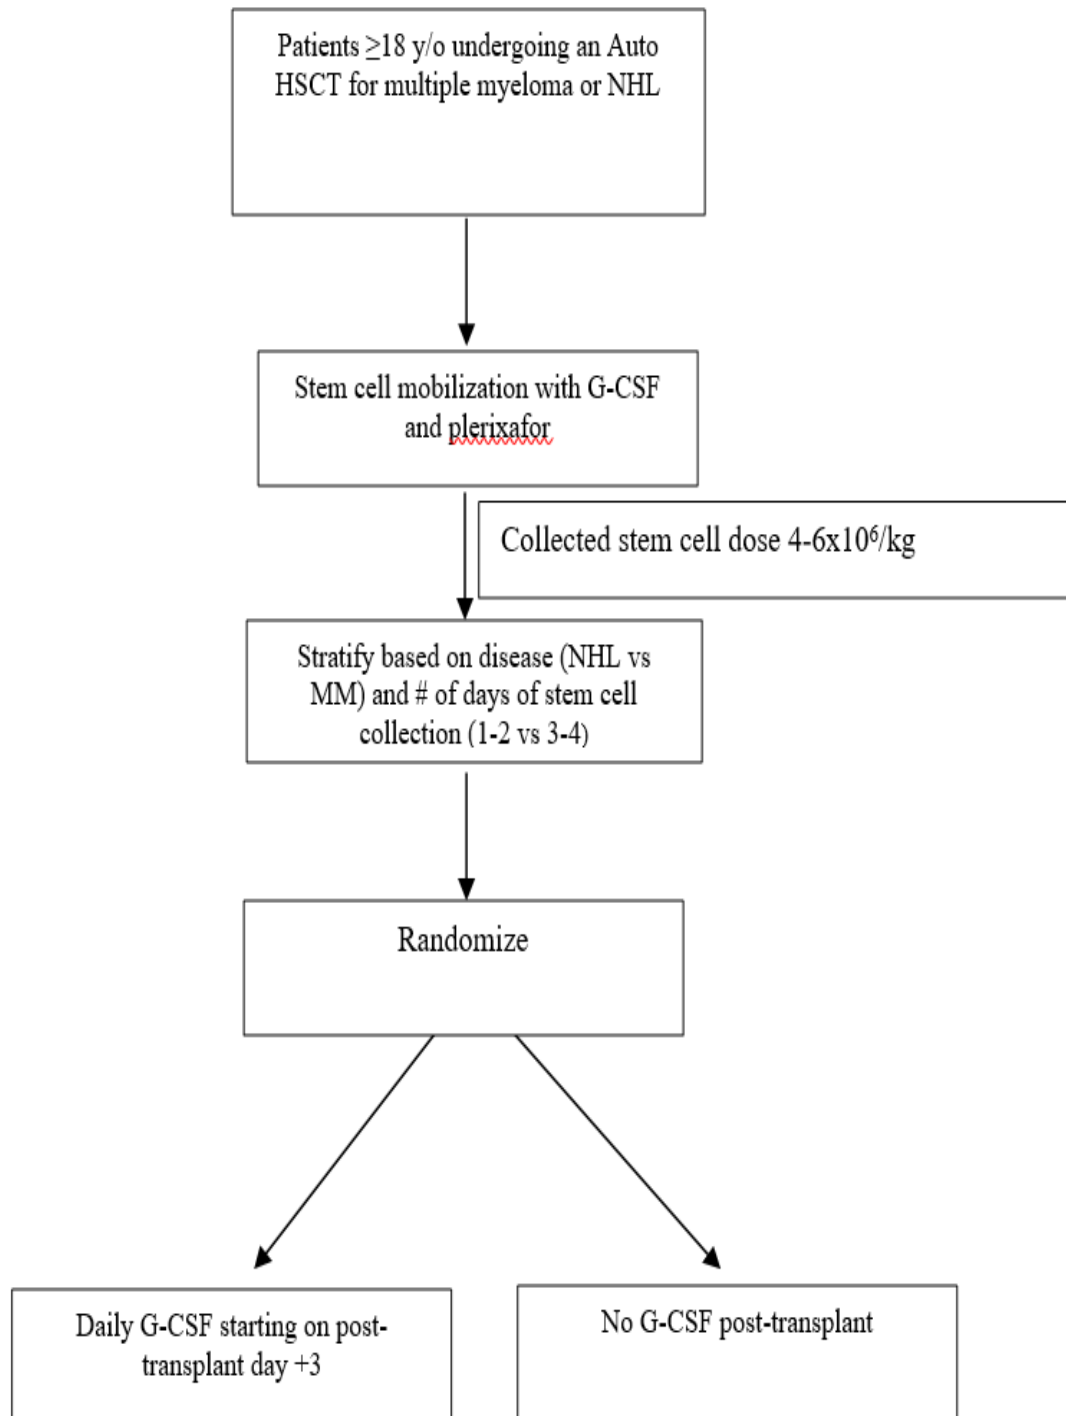 Patients ≥18 y/o undergoing an Auto
HSCT for multiple myeloma or NHL
Stem cell mobilization with G-CSF
and plerixafor
Collected stem cell dose 4-6x10⁶/kg
Stratify based on disease (NHL vs
MM) and # of days of stem cell
collection (1-2 vs 3-4)
Randomize
Daily G-CSF starting on post-
transplant day +3
No G-CSF post-transplant